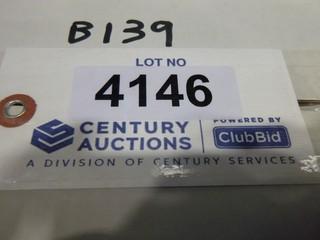 B139
LOT NO
4146
CENTURY
AUCTIONS
POWERED BY
ClubBid
A DIVISION OF CENTURY SERVICES